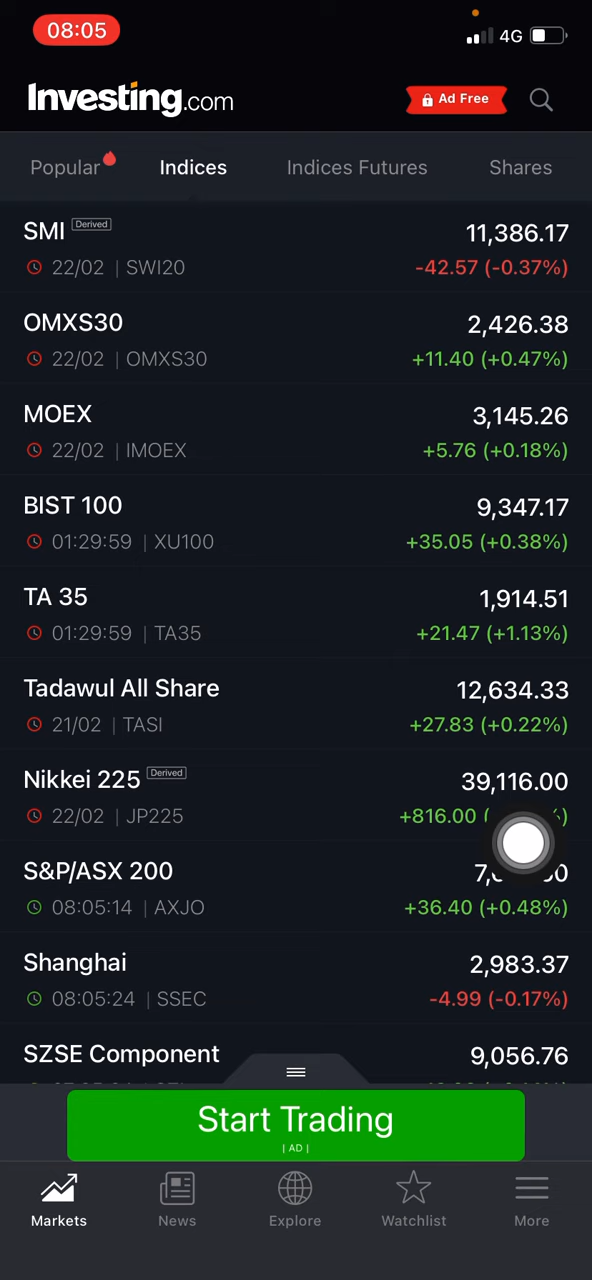 08:05
4G
Investing.com
Ad Free
Popular Indices Indices Futures Shares
SMI Derived 11,386.17
22/02 | SWI20 -42.57 (-0.37%)
OMXS30 2,426.38
22/02 | OMXS30 +11.40 (+0.47%)
MOEX 3,145.26
22/02 | IMOEX +5.76 (+0.18%)
BIST 100 9,347.17
01:29:59 | XU100 +35.05 (+0.38%)
TA 35 1,914.51
01:29:59 | TA35 +21.47 (+1.13%)
Tadawul All Share 12,634.33
21/02 | TASI +27.83 (+0.22%)
Nikkei 225 Derived 39,116.00
22/02 | JP225 +816.00
S&P/ASX 200
08:05:14 | AXJO +36.40 (+0.48%)
Shanghai 2,983.37
08:05:24 | SSEC -4.99 (-0.17%)
SZSE Component 9,056.76
Start Trading
| AD |
Markets News Explore Watchlist More